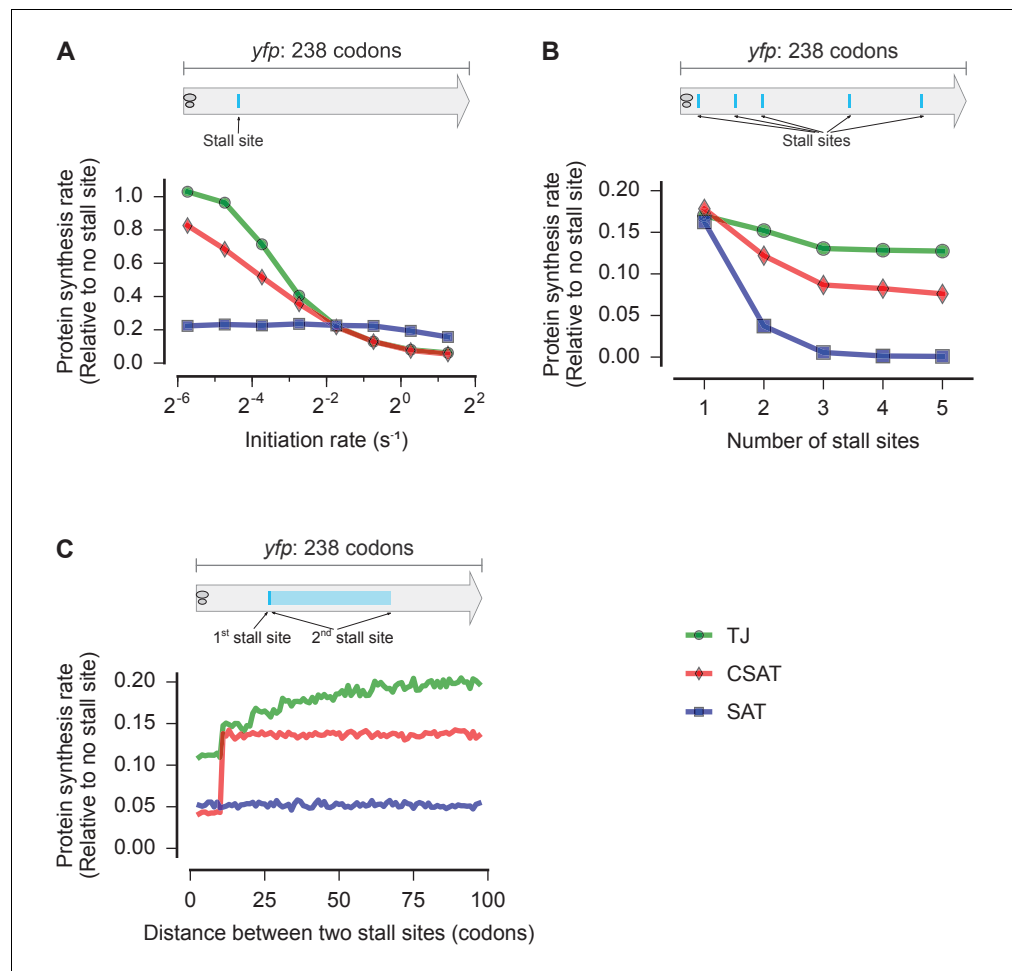 A
yfp: 238 codons
Stall site
Protein synthesis rate
(Relative to no stall site)
1.0
0.8
0.6
0.4
0.2
0.0
2⁻⁶
2⁻⁴
2⁻²
2⁰
2²
Initiation rate (s⁻¹)
B
yfp: 238 codons
Stall sites
Protein synthesis rate
(Relative to no stall site)
0.20
0.15
0.10
0.05
0.00
1
2
3
4
5
Number of stall sites
C
yfp: 238 codons
1st stall site
2nd stall site
Protein synthesis rate
(Relative to no stall site)
0.20
0.15
0.10
0.05
0.00
0
25
50
75
100
Distance between two stall sites (codons)
TJ
CSAT
SAT